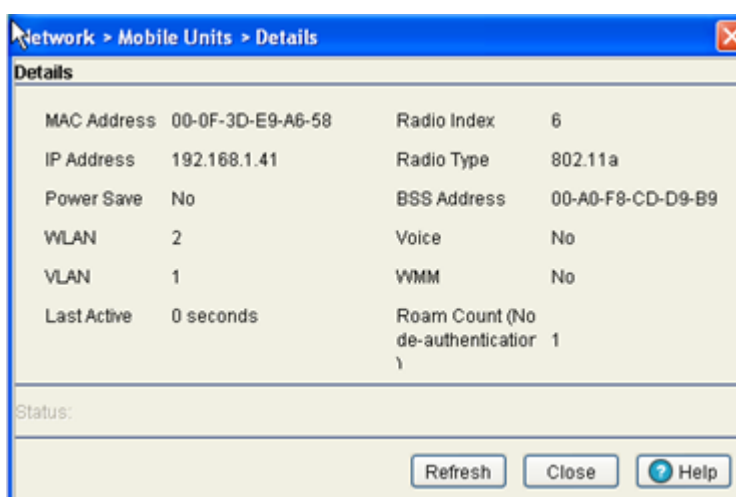 Network > Mobile Units > Details
Details
MAC Address 00-0F-3D-E9-A6-58 Radio Index 6
IP Address 192.168.1.41 Radio Type 802.11a
Power Save No BSS Address 00-A0-F8-CD-D9-B9
WLAN 2 Voice No
VLAN 1 WMM No
Last Active 0 seconds Roam Count (No
de-authentication 1
)
Status:
Refresh Close ? Help